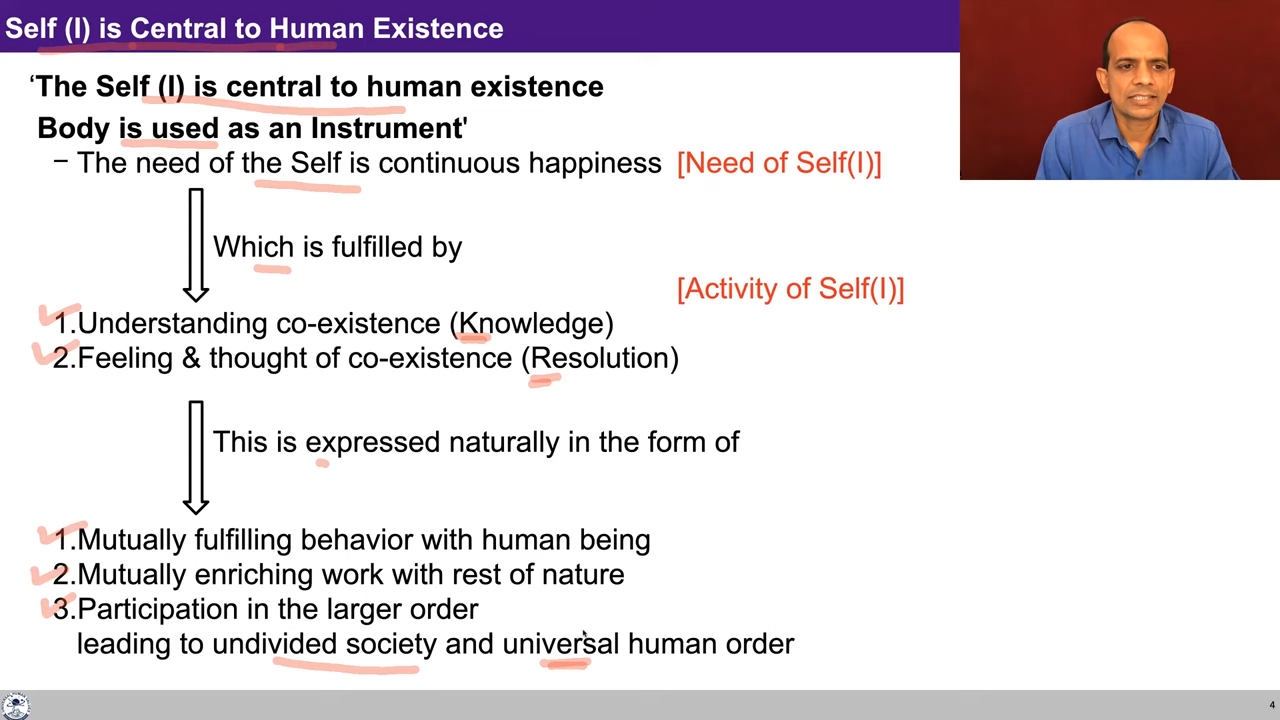 Self (I) is Central to Human Existence
‘The Self (I) is central to human existence
Body is used as an Instrument'
– The need of the Self is continuous happiness [Need of Self(I)]
Which is fulfilled by
[Activity of Self(I)]
1.Understanding co-existence (Knowledge)
2.Feeling & thought of co-existence (Resolution)
This is expressed naturally in the form of
1.Mutually fulfilling behavior with human being
2.Mutually enriching work with rest of nature
3.Participation in the larger order
leading to undivided society and universal human order
4